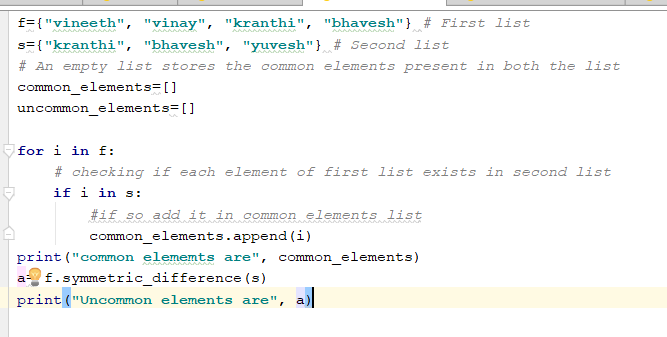 f={"vineeth", "vinay", "kranthi", "bhavesh"} # First list
s={"kranthi", "bhavesh", "yuvesh"} # Second list
# An empty list stores the common elements present in both the list
common_elements=[]
uncommon_elements=[]
for i in f:
# checking if each element of first list exists in second list
if i in s:
#if so add it in common elements list
common_elements.append(i)
print("common elememts are", common_elements)
a= f.symmetric_difference(s)
print("Uncommon elements are", a)